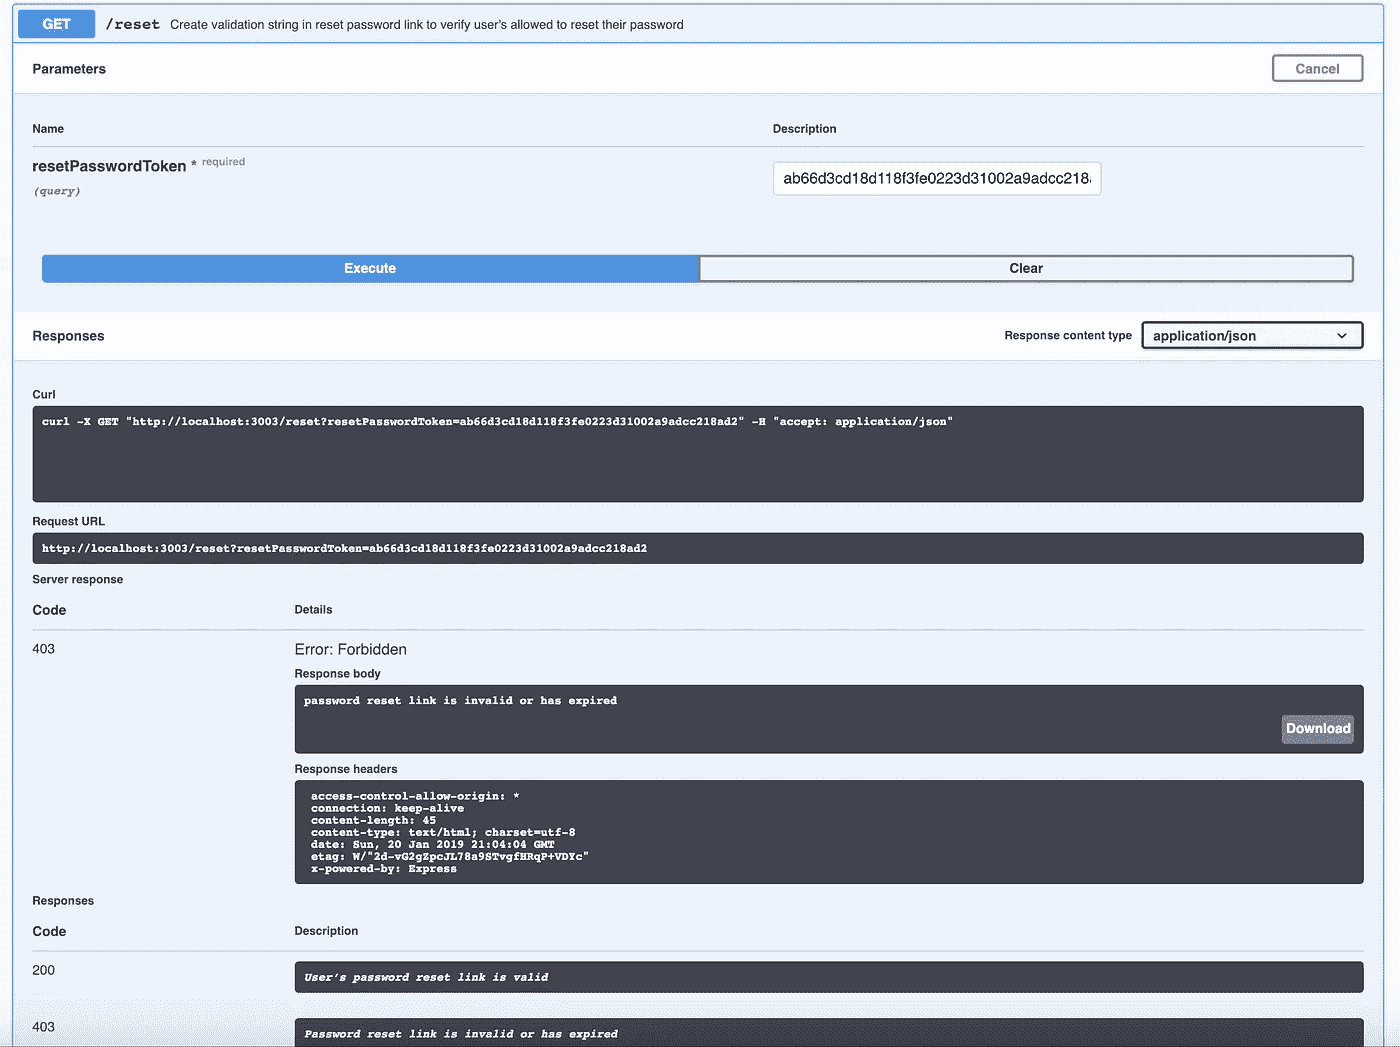 GET /reset Create validation string in reset password link to verify user's allowed to reset their password
Parameters Cancel
Name Description
resetPasswordToken * required
(query)
ab66d3cd18d118f3fe0223d31002a9adcc218
Execute Clear
Responses Response content type application/json
Curl
curl -X GET "http://localhost:3003/reset?resetPasswordToken=ab66d3cd18d118f3fe0223d31002a9adcc218ad2" -H "accept: application/json"
Request URL
http://localhost:3003/reset?resetPasswordToken=ab66d3cd18d118f3fe0223d31002a9adcc218ad2
Server response
Code Details
403 Error: Forbidden
Response body
password reset link is invalid or has expired
Download
Response headers
access-control-allow-origin: *
connection: keep-alive
content-length: 45
content-type: text/html; charset=utf-8
date: Sun, 20 Jan 2019 21:04:04 GMT
etag: W/"2d-vG2gZpcJL78a9STvgfHRqP+VDYc"
x-powered-by: Express
Responses
Code Description
200 User's password reset link is valid
403 Password reset link is invalid or has expired